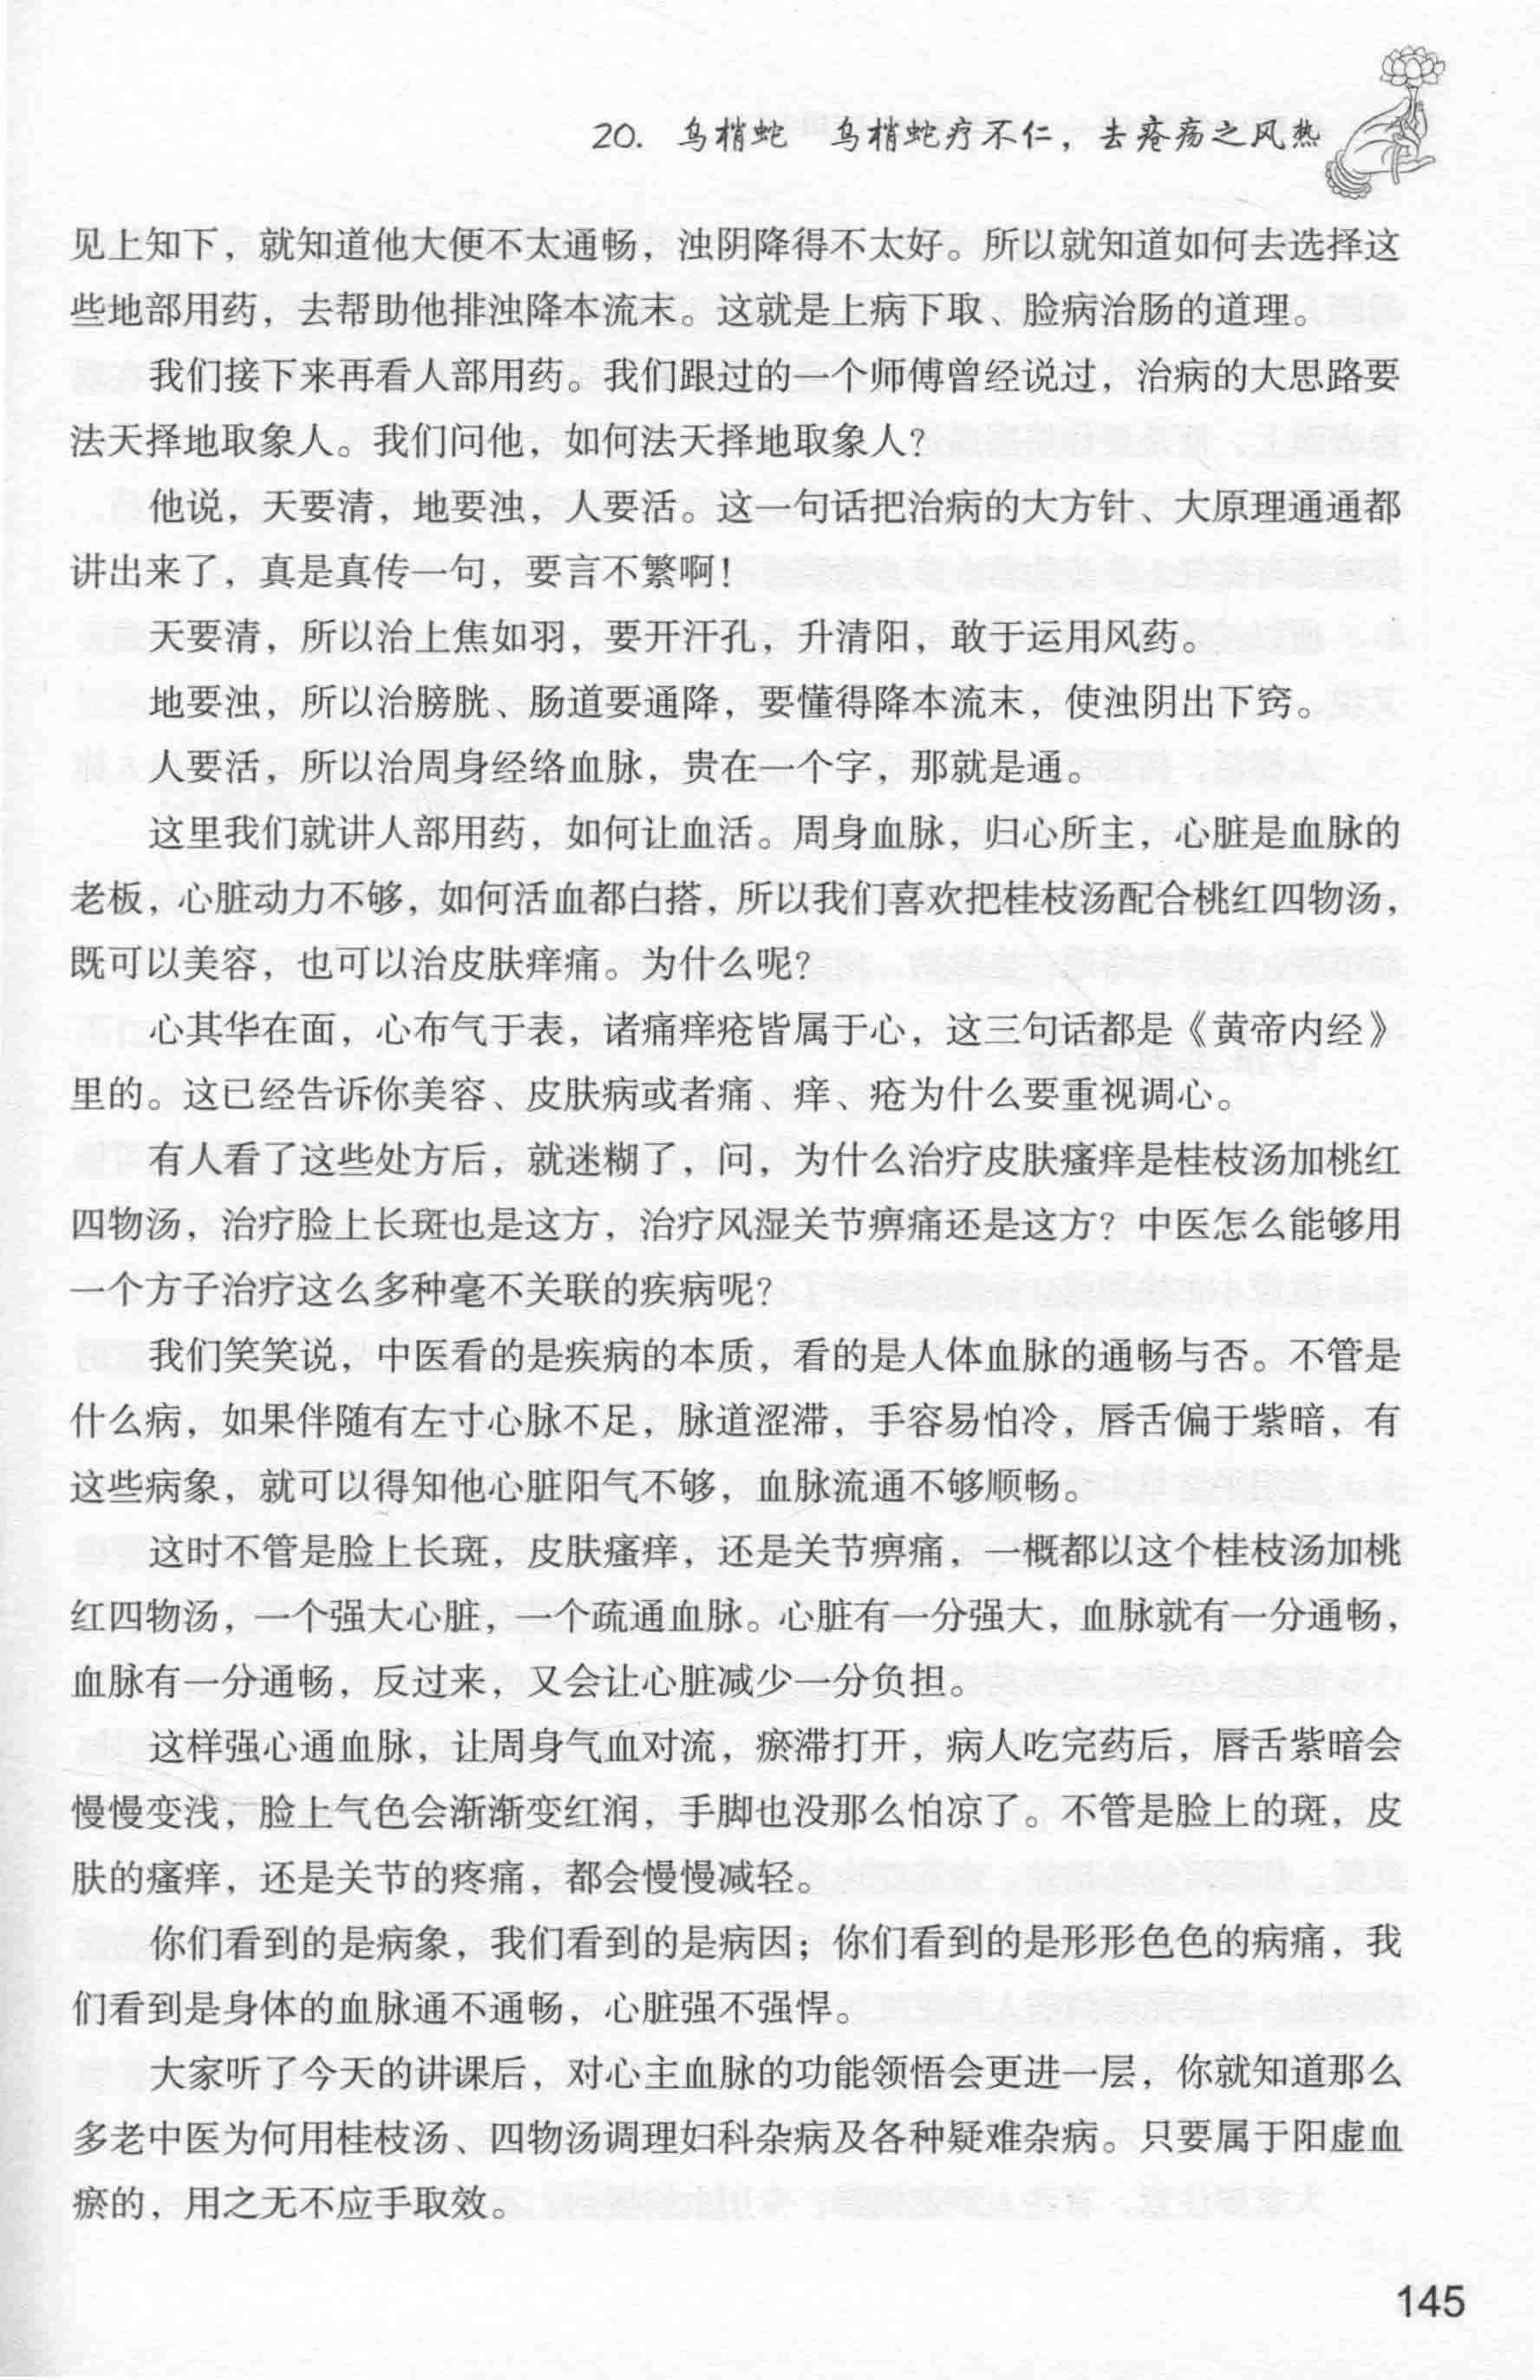 20. 乌梢蛇　乌梢蛇疗不仁，去疮疡之风热
见上知下，就知道他大便不太通畅，浊阴降得不太好。所以就知道如何去选择这
些地部用药，去帮助他排浊降本流末。这就是上病下取、脸病治肠的道理。
我们接下来再看人部用药。我们跟过的一个师傅曾经说过，治病的大思路要
法天择地取象人。我们问他，如何法天择地取象人？
他说，天要清，地要浊，人要活。这一句话把治病的大方针、大原理通通都
讲出来了，真是真传一句，要言不繁啊！
天要清，所以治上焦如羽，要开汗孔，升清阳，敢于运用风药。
地要浊，所以治膀胱、肠道要通降，要懂得降本流末，使浊阴出下窍。
人要活，所以治周身经络血脉，贵在一个字，那就是通。
这里我们就讲人部用药，如何让血活。周身血脉，归心所主，心脏是血脉的
老板，心脏动力不够，如何活血都白搭，所以我们喜欢把桂枝汤配合桃红四物汤，
既可以美容，也可以治皮肤痒痛。为什么呢？
心其华在面，心布气于表，诸痛痒疮皆属于心，这三句话都是《黄帝内经》
里的。这已经告诉你美容、皮肤病或者痛、痒、疮为什么要重视调心。
有人看了这些处方后，就迷糊了，问，为什么治疗皮肤瘙痒是桂枝汤加桃红
四物汤，治疗脸上长斑也是这方，治疗风湿关节痹痛还是这方？中医怎么能够用
一个方子治疗这么多种毫不关联的疾病呢？
我们笑笑说，中医看的是疾病的本质，看的是人体血脉的通畅与否。不管是
什么病，如果伴随有左寸心脉不足，脉道涩滞，手容易怕冷，唇舌偏于紫暗，有
这些病象，就可以得知他心脏阳气不够，血脉流通不够顺畅。
这时不管是脸上长斑，皮肤瘙痒，还是关节痹痛，一概都以这个桂枝汤加桃
红四物汤，一个强大心脏，一个疏通血脉。心脏有一分强大，血脉就有一分通畅，
血脉有一分通畅，反过来，又会让心脏减少一分负担。
这样强心通血脉，让周身气血对流，瘀滞打开，病人吃完药后，唇舌紫暗会
慢慢变浅，脸上气色会渐渐变红润，手脚也没那么怕凉了。不管是脸上的斑，皮
肤的瘙痒，还是关节的疼痛，都会慢慢减轻。
你们看到的是病象，我们看到的是病因；你们看到的是形形色色的病痛，我
们看到是身体的血脉通不通畅，心脏强不强悍。
大家听了今天的讲课后，对心主血脉的功能领悟会更进一层，你就知道那么
多老中医为何用桂枝汤、四物汤调理妇科杂病及各种疑难杂病。只要属于阳虚血
瘀的，用之无不应手取效。
145